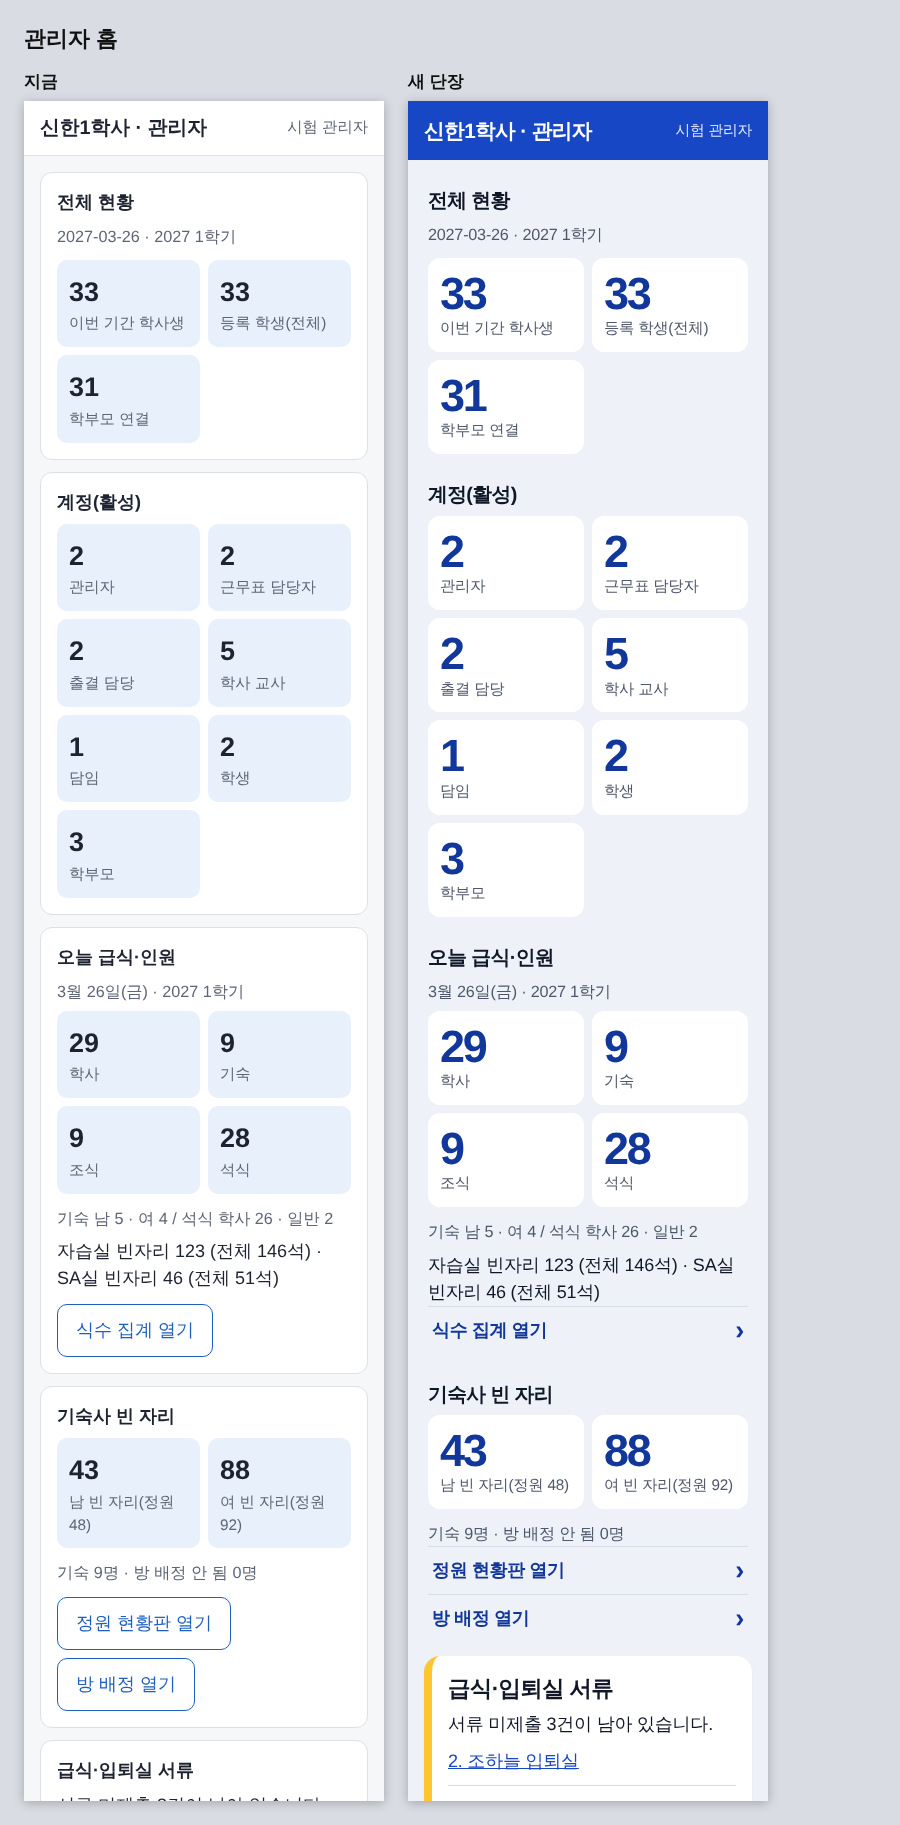 관리자 홈
지금
신한1학사 · 관리자
시험 관리자
전체 현황
2027-03-26 · 2027 1학기
33
이번 기간 학사생
33
등록 학생(전체)
31
학부모 연결
계정(활성)
2
관리자
2
근무표 담당자
2
출결 담당
5
학사 교사
1
담임
2
학생
3
학부모
오늘 급식·인원
3월 26일(금) · 2027 1학기
29
학사
9
기숙
9
조식
28
석식
기숙 남 5 · 여 4 / 석식 학사 26 · 일반 2
자습실 빈자리 123 (전체 146석) ·
SA실 빈자리 46 (전체 51석)
식수 집계 열기
기숙사 빈 자리
43
남 빈 자리(정원
48)
88
여 빈 자리(정원
92)
기숙 9명 · 방 배정 안 됨 0명
정원 현황판 열기
방 배정 열기
급식·입퇴실 서류
새 단장
신한1학사 · 관리자
시험 관리자
전체 현황
2027-03-26 · 2027 1학기
33
이번 기간 학사생
33
등록 학생(전체)
31
학부모 연결
계정(활성)
2
관리자
2
근무표 담당자
2
출결 담당
5
학사 교사
1
담임
2
학생
3
학부모
오늘 급식·인원
3월 26일(금) · 2027 1학기
29
학사
9
기숙
9
조식
28
석식
기숙 남 5 · 여 4 / 석식 학사 26 · 일반 2
자습실 빈자리 123 (전체 146석) · SA실
빈자리 46 (전체 51석)
식수 집계 열기 ›
기숙사 빈 자리
43
남 빈 자리(정원 48)
88
여 빈 자리(정원 92)
기숙 9명 · 방 배정 안 됨 0명
정원 현황판 열기 ›
방 배정 열기 ›
급식·입퇴실 서류
서류 미제출 3건이 남아 있습니다.
2. 조하늘 입퇴실